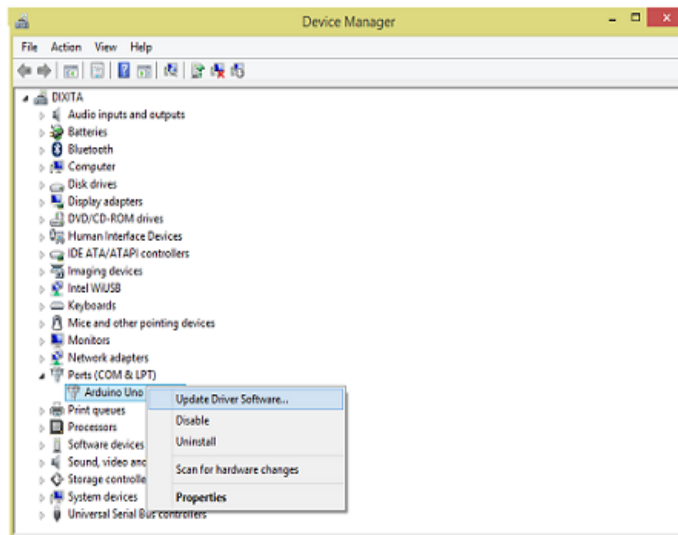 Device Manager
File Action View Help
DIXITA
Audio inputs and outputs
Batteries
Bluetooth
Computer
Disk drives
Display adapters
DVD/CD-ROM drives
Human Interface Devices
IDE ATA/ATAPI controllers
Imaging devices
Intel WiUSB
Keyboards
Mice and other pointing devices
Monitors
Network adapters
Ports (COM & LPT)
Arduino Uno
Update Driver Software...
Disable
Uninstall
Scan for hardware changes
Properties
Print queues
Processors
Software devices
Sound, video and
Storage controlle
System devices
Universal Serial Bus controllers